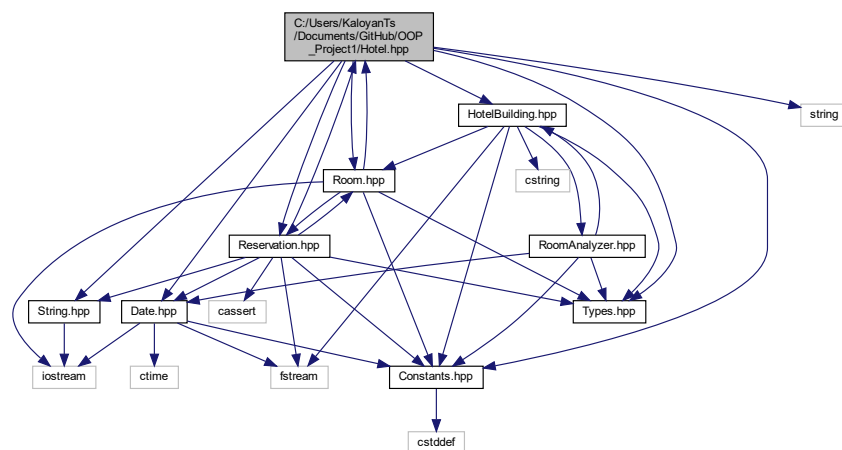 C:/Users/KaloyanTs
/Documents/GitHub/OOP
_Project1/Hotel.hpp
HotelBuilding.hpp
string
Room.hpp
cstring
Reservation.hpp
RoomAnalyzer.hpp
String.hpp
Date.hpp
cassert
Types.hpp
iostream
ctime
fstream
Constants.hpp
cstddef